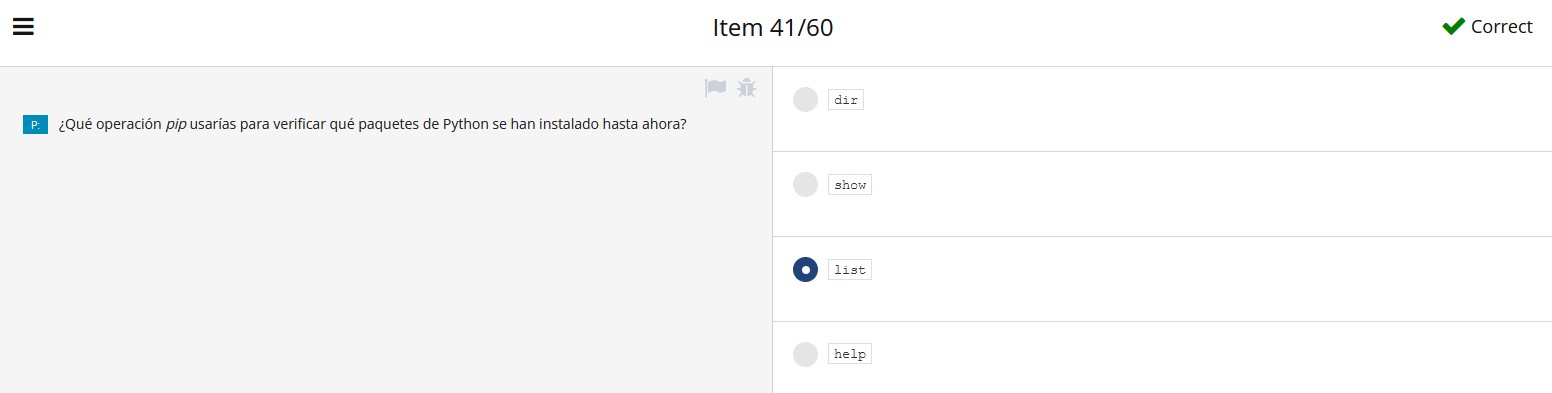 Item 41/60
Correct
P: ¿Qué operación pip usarías para verificar qué paquetes de Python se han instalado hasta ahora?
dir
show
list
help